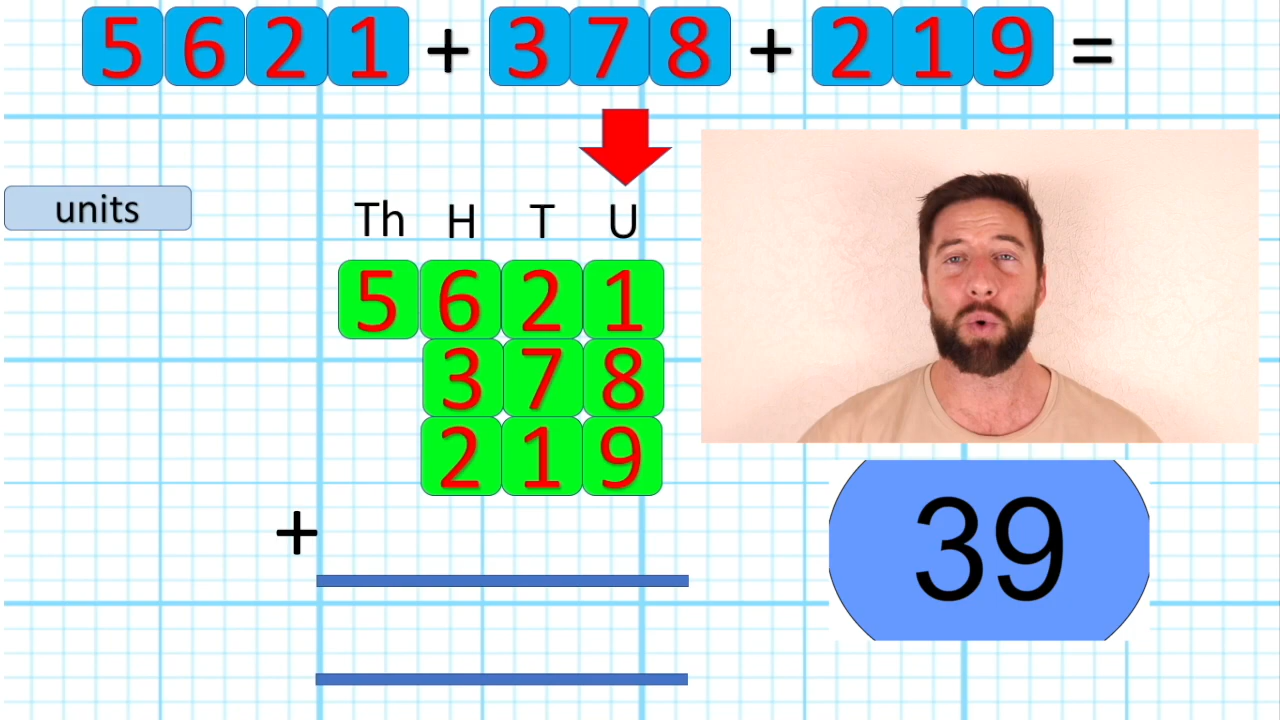 5621 + 378 + 219 =
units
Th H T U
5621
378
219
+
39